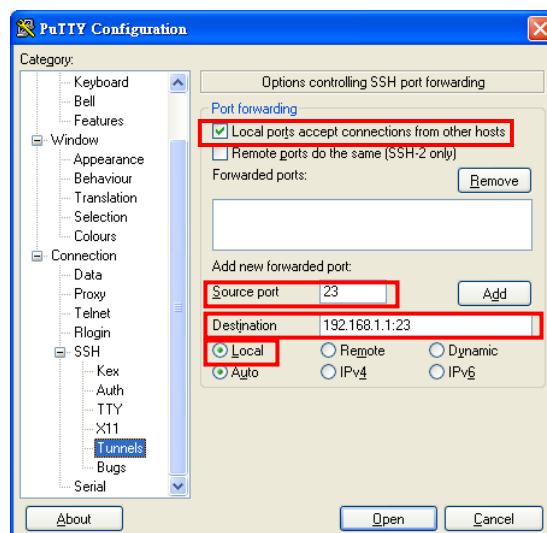 PuTTY Configuration
Category:
Keyboard
Bell
Features
Window
Appearance
Behaviour
Translation
Selection
Colours
Connection
Data
Proxy
Telnet
Rlogin
SSH
Kex
Auth
TTY
X11
Tunnels
Bugs
Serial
Options controlling SSH port forwarding
Port forwarding
Local ports accept connections from other hosts
Remote ports do the same (SSH-2 only)
Forwarded ports:
Remove
Add new forwarded port:
Source port 23 Add
Destination 192.168.1.1:23
Local Remote Dynamic
Auto IPv4 IPv6
About Open Cancel